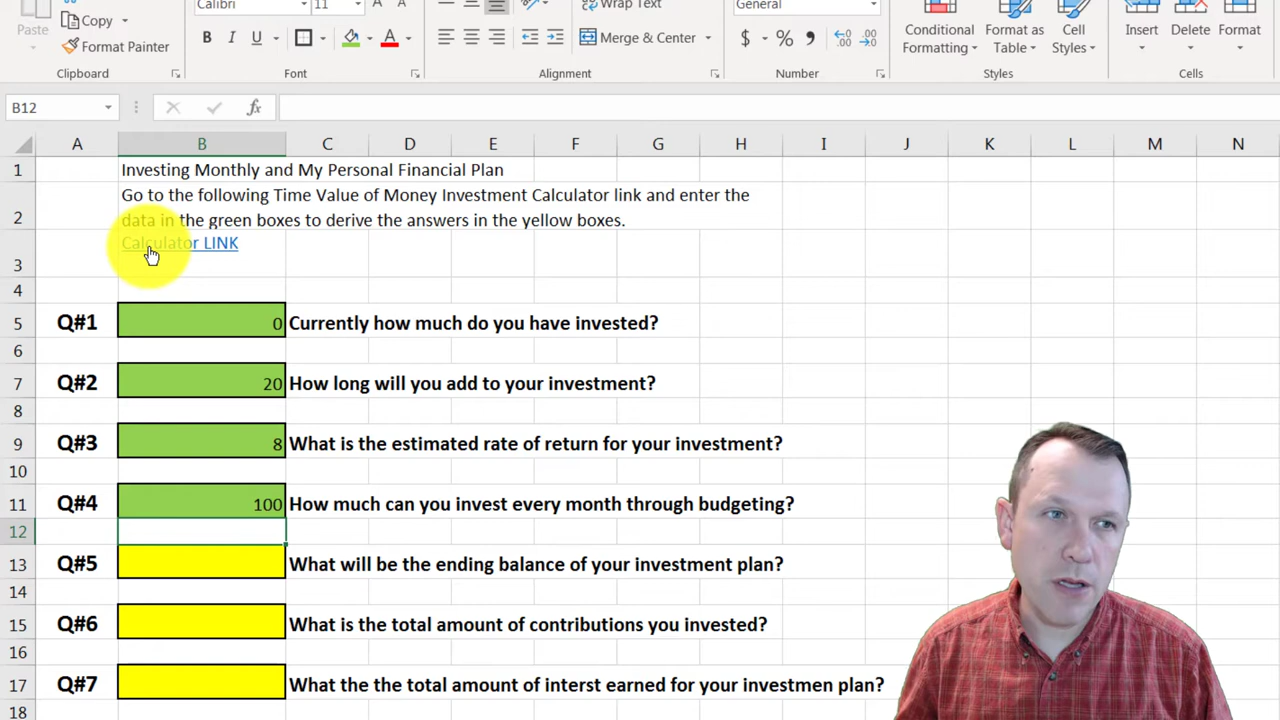 Calibri 11 Wrap Text General
Paste Copy
Format Painter
B I U A Merge & Center $ % 9 Conditional Formatting Format as Table Cell Styles Insert Delete Format
Clipboard Font Alignment Number Styles Cells
B12 fx
A B C D E F G H I J K L M N
1 Investing Monthly and My Personal Financial Plan
Go to the following Time Value of Money Investment Calculator link and enter the
2 data in the green boxes to derive the answers in the yellow boxes.
Calculator LINK
3
4
5 Q#1 0 Currently how much do you have invested?
6
7 Q#2 20 How long will you add to your investment?
8
9 Q#3 8 What is the estimated rate of return for your investment?
10
11 Q#4 100 How much can you invest every month through budgeting?
12
13 Q#5 What will be the ending balance of your investment plan?
14
15 Q#6 What is the total amount of contributions you invested?
16
17 Q#7 What the the total amount of interst earned for your investmen plan?
18